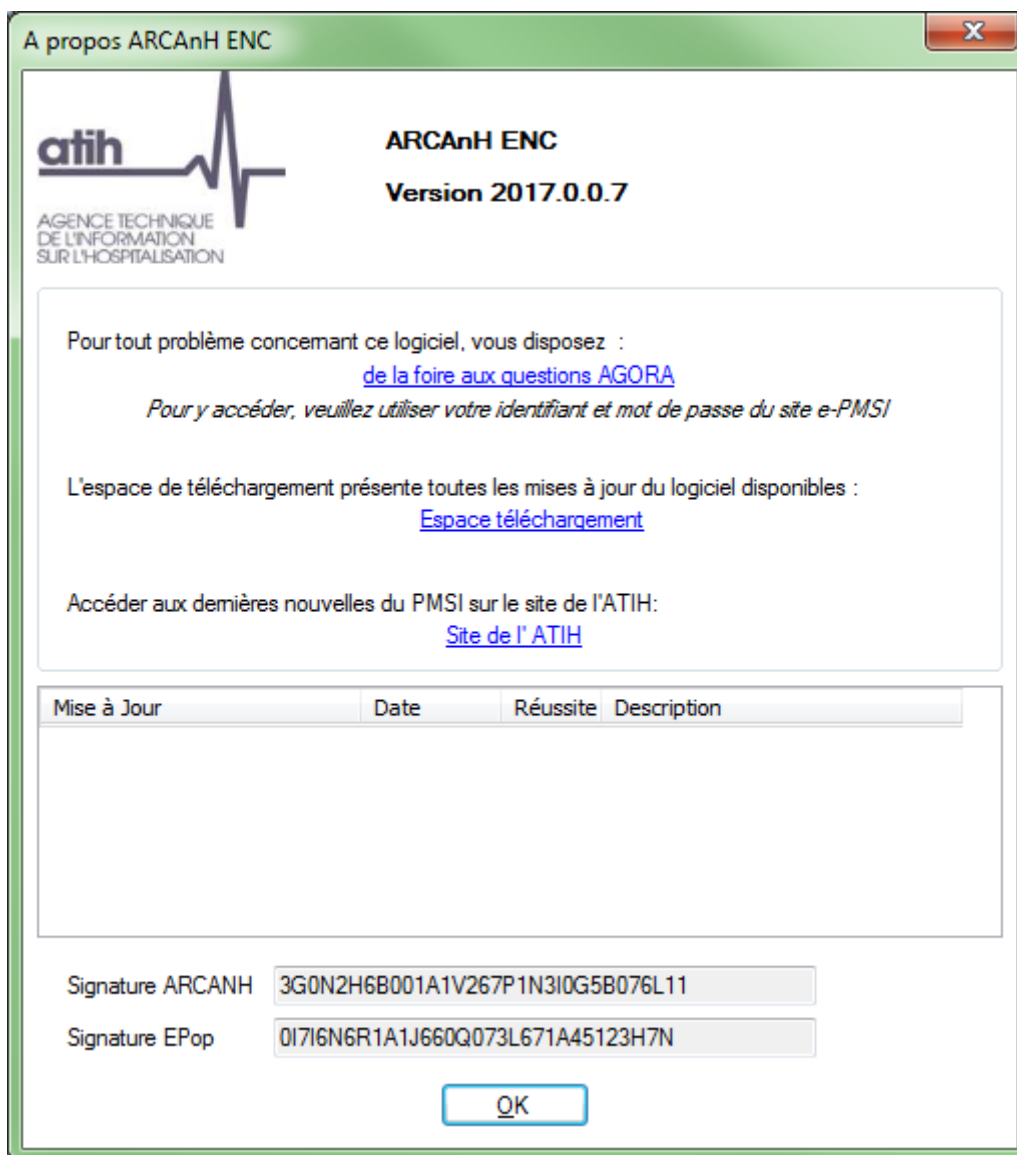 A propos ARCAnH ENC
atih
AGENCE TECHNIQUE
DE L'INFORMATION
SUR L'HOSPITALISATION
ARCAnH ENC
Version 2017.0.0.7
Pour tout problème concernant ce logiciel, vous disposez :
de la foire aux questions AGORA
Pour y accéder, veuillez utiliser votre identifiant et mot de passe du site e-PMSI
L'espace de téléchargement présente toutes les mises à jour du logiciel disponibles :
Espace téléchargement
Accéder aux dernières nouvelles du PMSI sur le site de l'ATIH:
Site de l' ATIH
Mise à Jour Date Réussite Description
Signature ARCANH 3G0N2H6B001A1V267P1N3I0G5B076L11
Signature EPop 0I7I6N6R1A1J660Q073L671A45123H7N
OK